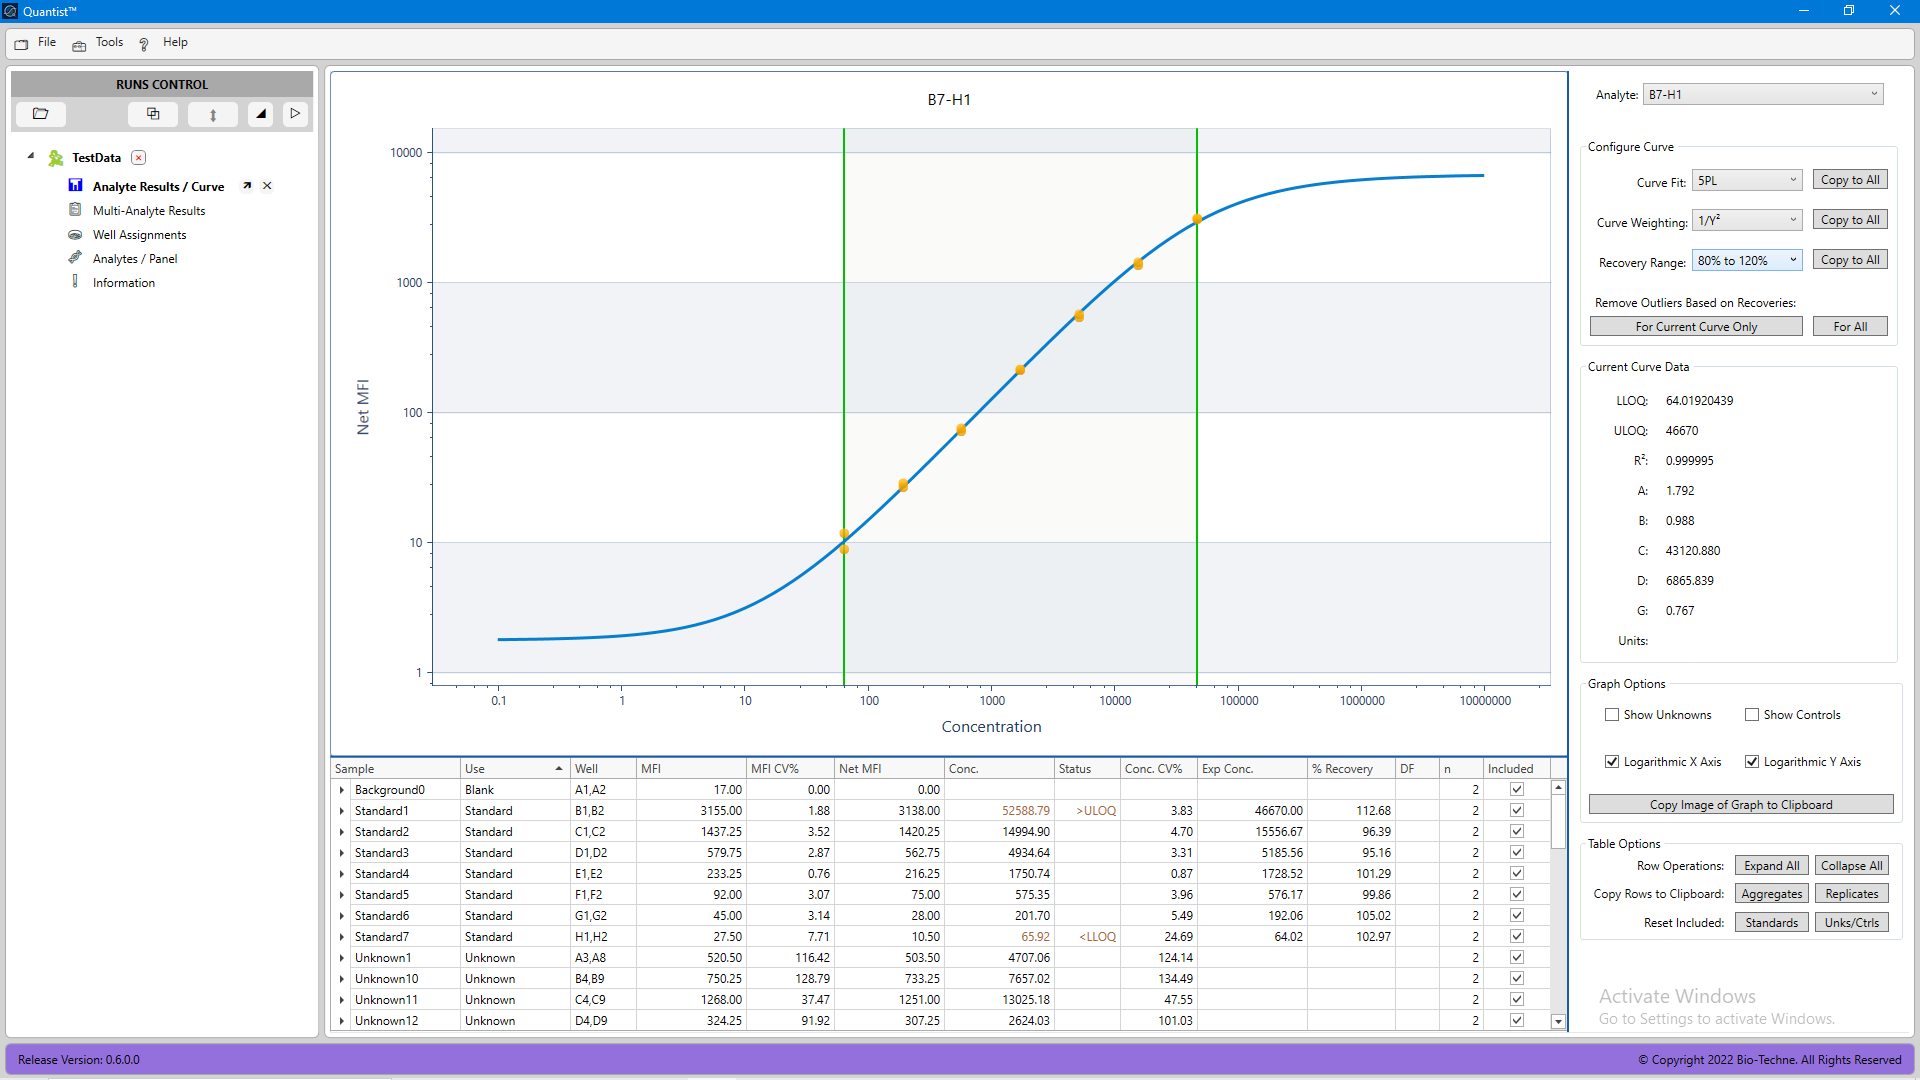 Quantist™
File Tools Help
RUNS CONTROL
TestData
Analyte Results / Curve
Multi-Analyte Results
Well Assignments
Analytes / Panel
Information
B7-H1
10000
1000
100
10
1
Net MFI
0.1 1 10 100 1000 10000 100000 1000000 10000000
Concentration
Sample Use Well MFI MFI CV% Net MFI Conc. Status Conc. CV% Exp Conc. % Recovery DF n Included
Background0 Blank A1,A2 17.00 0.00 0.00 2
Standard1 Standard B1,B2 3155.00 1.88 3138.00 52588.79 >ULOQ 3.83 46670.00 112.68 2
Standard2 Standard C1,C2 1437.25 3.52 1420.25 14994.90 4.70 15556.67 96.39 2
Standard3 Standard D1,D2 579.75 2.87 562.75 4934.64 3.31 5185.56 95.16 2
Standard4 Standard E1,E2 233.25 0.76 216.25 1750.74 0.87 1728.52 101.29 2
Standard5 Standard F1,F2 92.00 3.07 75.00 575.35 3.96 576.17 99.86 2
Standard6 Standard G1,G2 45.00 3.14 28.00 201.70 5.49 192.06 105.02 2
Standard7 Standard H1,H2 27.50 7.71 10.50 65.92 <LLOQ 24.69 64.02 102.97 2
Unknown1 Unknown A3,A8 520.50 116.42 503.50 4707.06 124.14 2
Unknown10 Unknown B4,B9 750.25 128.79 733.25 7657.02 134.49 2
Unknown11 Unknown C4,C9 1268.00 37.47 1251.00 13025.18 47.55 2
Unknown12 Unknown D4,D9 324.25 91.92 307.25 2624.03 101.03 2
Analyte: B7-H1
Configure Curve
Curve Fit: 5PL Copy to All
Curve Weighting: 1/Y² Copy to All
Recovery Range: 80% to 120% Copy to All
Remove Outliers Based on Recoveries:
For Current Curve Only For All
Current Curve Data
LLOQ: 64.01920439
ULOQ: 46670
R²: 0.999995
A: 1.792
B: 0.988
C: 43120.880
D: 6865.839
G: 0.767
Units:
Graph Options
Show Unknowns Show Controls
Logarithmic X Axis Logarithmic Y Axis
Copy Image of Graph to Clipboard
Table Options
Row Operations: Expand All Collapse All
Copy Rows to Clipboard: Aggregates Replicates
Reset Included: Standards Unks/Ctrls
Activate Windows
Go to Settings to activate Windows.
Release Version: 0.6.0.0
© Copyright 2022 Bio-Techne. All Rights Reserved